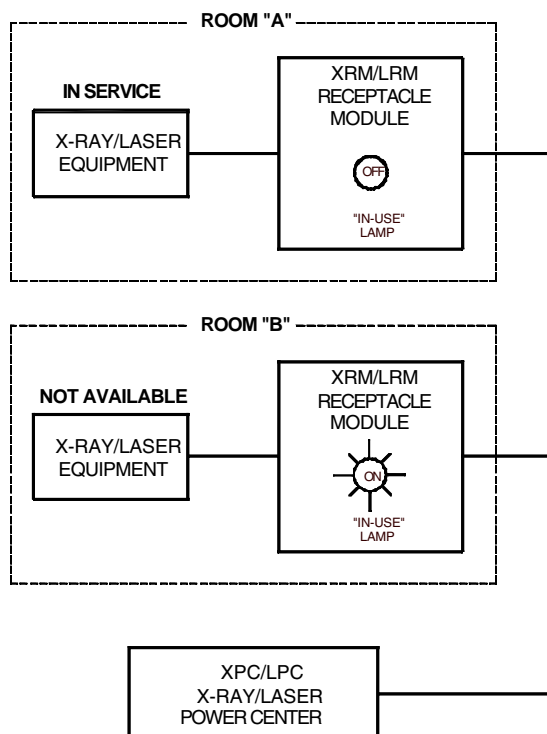 ROOM "A"
IN SERVICE
X-RAY/LASER
EQUIPMENT
XRM/LRM
RECEPTACLE
MODULE
OFF
"IN-USE"
LAMP
ROOM "B"
NOT AVAILABLE
X-RAY/LASER
EQUIPMENT
XRM/LRM
RECEPTACLE
MODULE
ON
"IN-USE"
LAMP
XPC/LPC
X-RAY/LASER
POWER CENTER